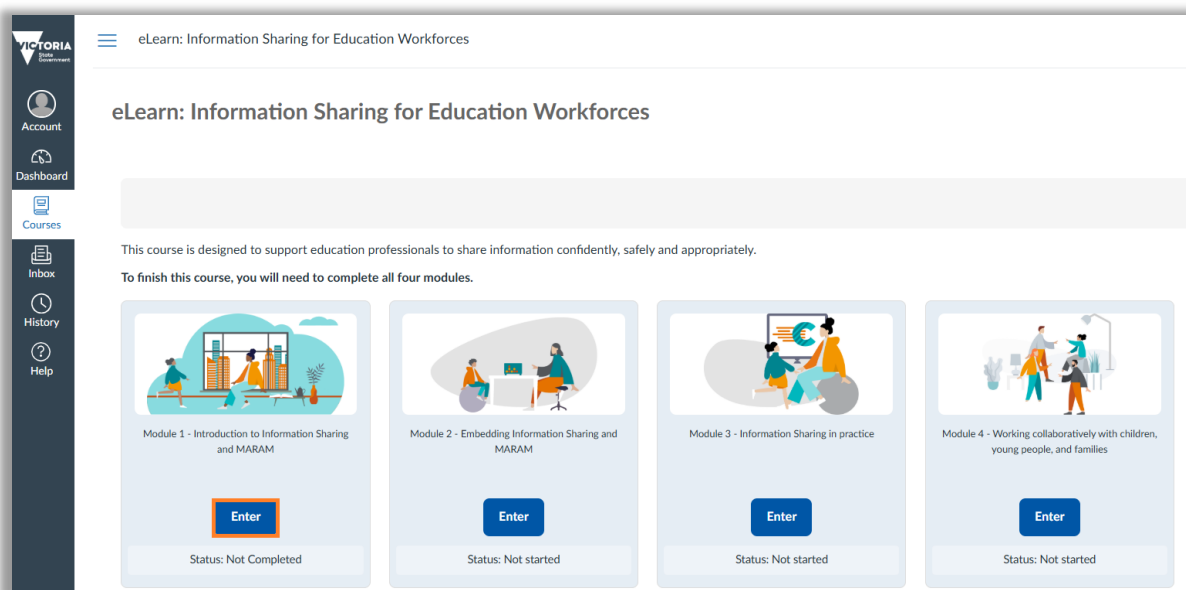 VICTORIA
State
Government
eLearn: Information Sharing for Education Workforces
Account
Dashboard
Courses
Inbox
History
Help
eLearn: Information Sharing for Education Workforces
This course is designed to support education professionals to share information confidently, safely and appropriately.
To finish this course, you will need to complete all four modules.
Module 1 - Introduction to Information Sharing
and MARAM
Enter
Status: Not Completed
Module 2 - Embedding Information Sharing and
MARAM
Enter
Status: Not started
Module 3 - Information Sharing in practice
Enter
Status: Not started
Module 4 - Working collaboratively with children,
young people, and families
Enter
Status: Not started